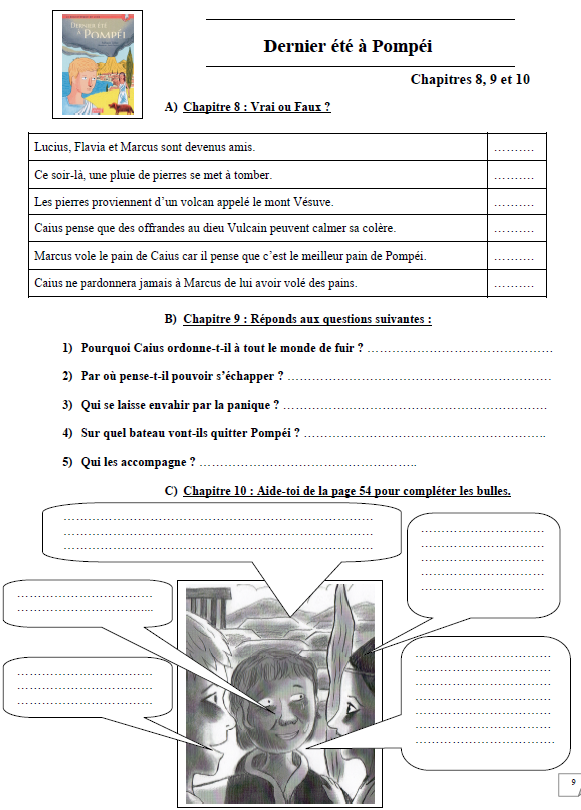 DERNIER ÉTÉ
À POMPÉI
Dernier été à Pompéi
Chapitres 8, 9 et 10
A) Chapitre 8 : Vrai ou Faux ?
Lucius, Flavia et Marcus sont devenus amis. ……….
Ce soir-là, une pluie de pierres se met à tomber. ……….
Les pierres proviennent d’un volcan appelé le mont Vésuve. ……….
Caius pense que des offrandes au dieu Vulcain peuvent calmer sa colère. ……….
Marcus vole le pain de Caius car il pense que c’est le meilleur pain de Pompéi. ……….
Caius ne pardonnera jamais à Marcus de lui avoir volé des pains. ……….
B) Chapitre 9 : Réponds aux questions suivantes :
1) Pourquoi Caius ordonne-t-il à tout le monde de fuir ? ……………………………………….
2) Par où pense-t-il pouvoir s’échapper ? ……………………………………………………….
3) Qui se laisse envahir par la panique ? ……………………………………………………….
4) Sur quel bateau vont-ils quitter Pompéi ? ………………………………………………….
5) Qui les accompagne ? …………………………………………….
C) Chapitre 10 : Aide-toi de la page 54 pour compléter les bulles.
9